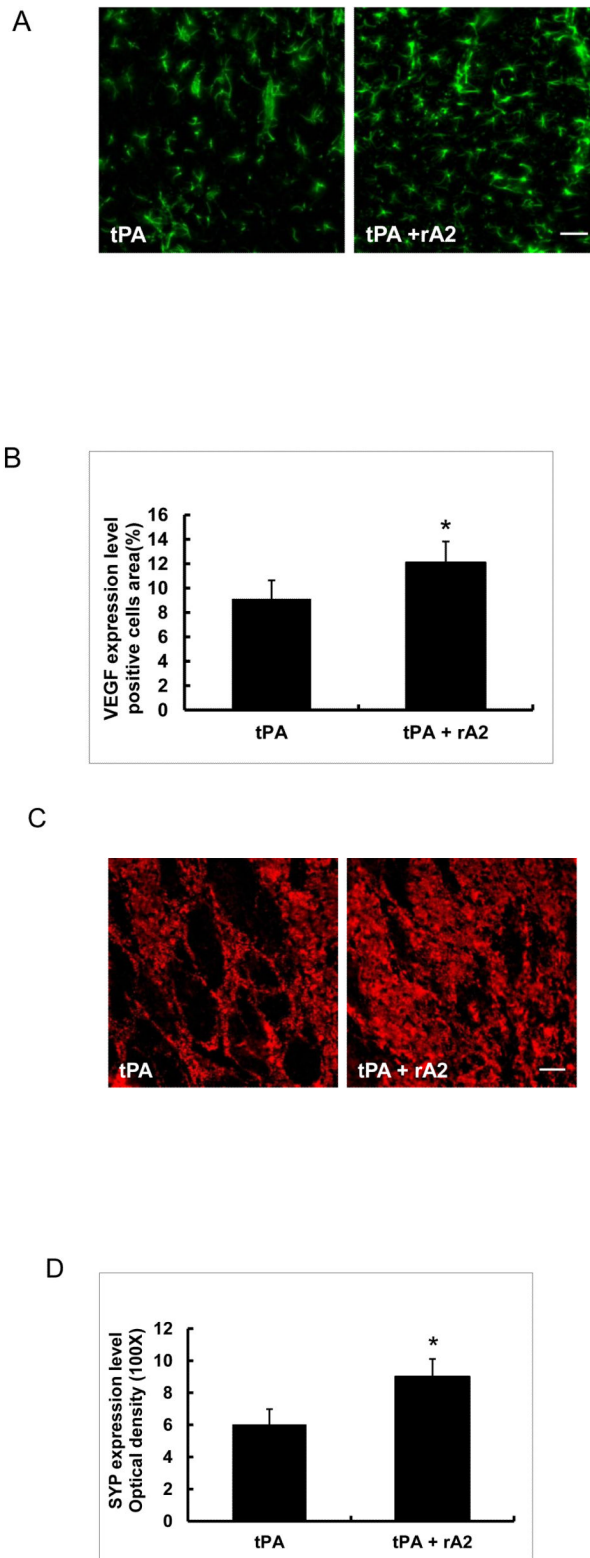 A
tPA
tPA +rA2
B
VEGF expression level
positive cells area(%)
16
14
12
10
8
6
4
2
0
*
tPA
tPA + rA2
C
tPA
tPA + rA2
D
SYP expression level
Optical density (100X)
12
10
8
6
4
2
0
*
tPA
tPA + rA2